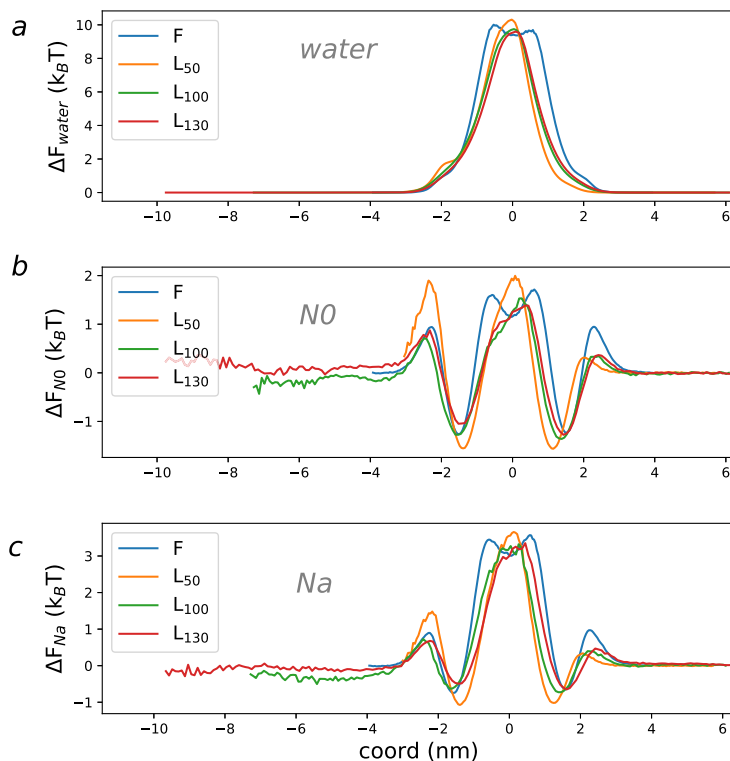 a
ΔF_water (k_BT)
water
F
L₅₀
L₁₀₀
L₁₃₀
10
8
6
4
2
0
−10 −8 −6 −4 −2 0 2 4 6
b
ΔF_N0 (k_BT)
N0
F
L₅₀
L₁₀₀
L₁₃₀
2
1
0
−1
−10 −8 −6 −4 −2 0 2 4 6
c
ΔF_Na (k_BT)
Na
F
L₅₀
L₁₀₀
L₁₃₀
3
2
1
0
−1
−10 −8 −6 −4 −2 0 2 4 6
coord (nm)